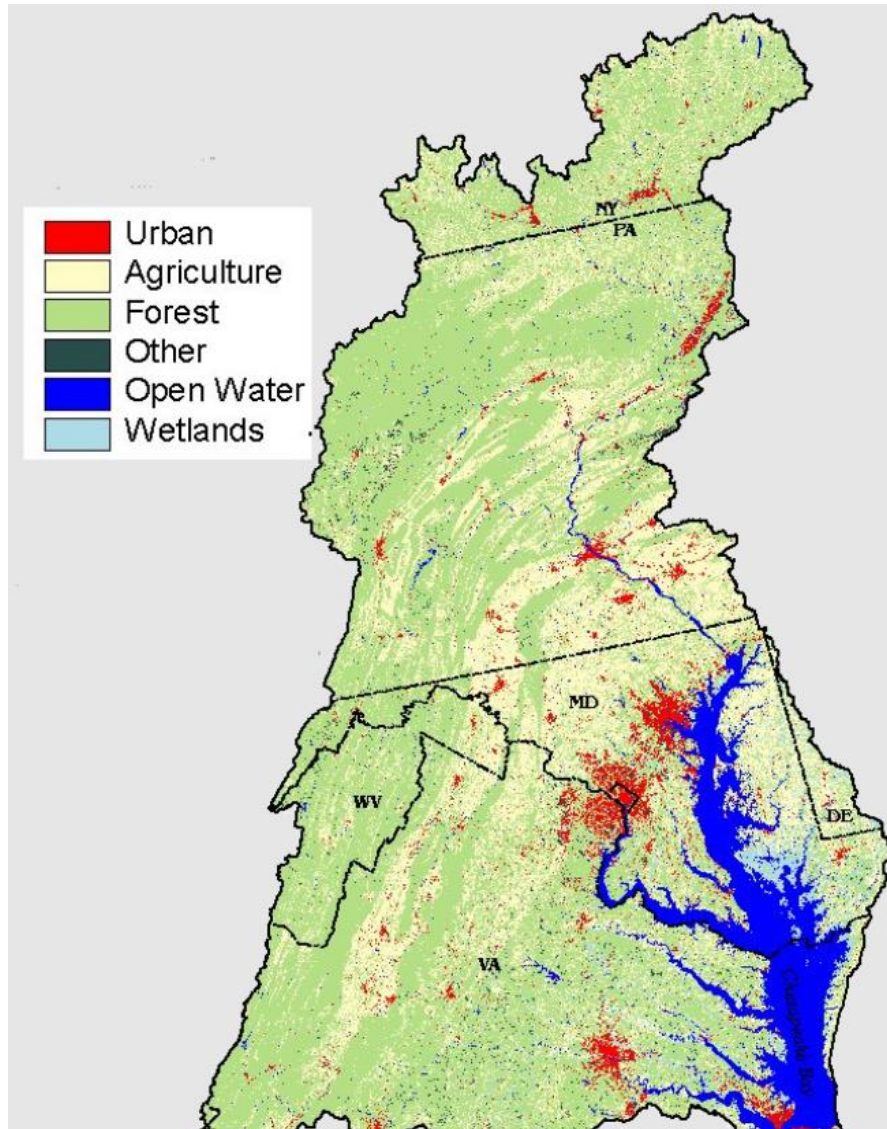 NY
PA
Urban
Agriculture
Forest
Other
Open Water
Wetlands
MD
WV
DE
VA
Chesapeake Bay